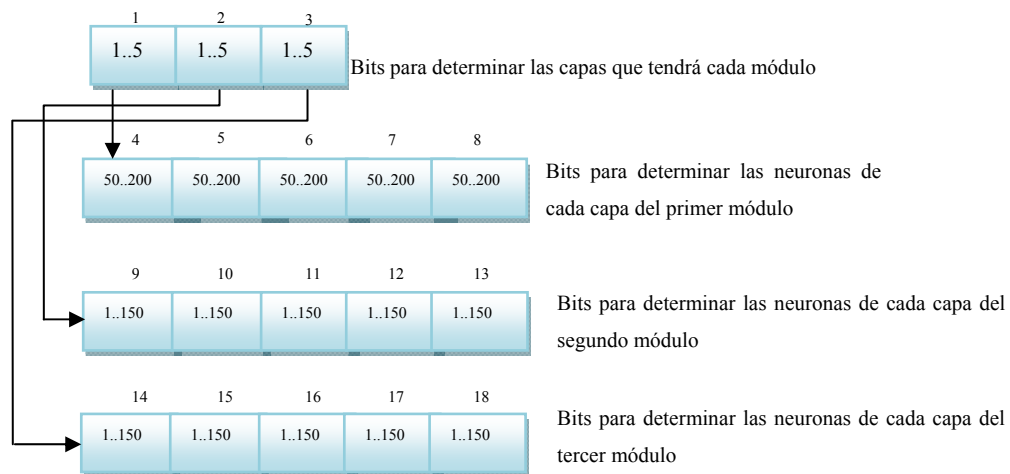 1 2 3
1..5 1..5 1..5
Bits para determinar las capas que tendrá cada módulo
4 5 6 7 8
50..200 50..200 50..200 50..200 50..200
Bits para determinar las neuronas de
cada capa del primer módulo
9 10 11 12 13
1..150 1..150 1..150 1..150 1..150
Bits para determinar las neuronas de cada capa del
segundo módulo
14 15 16 17 18
1..150 1..150 1..150 1..150 1..150
Bits para determinar las neuronas de cada capa del
tercer módulo